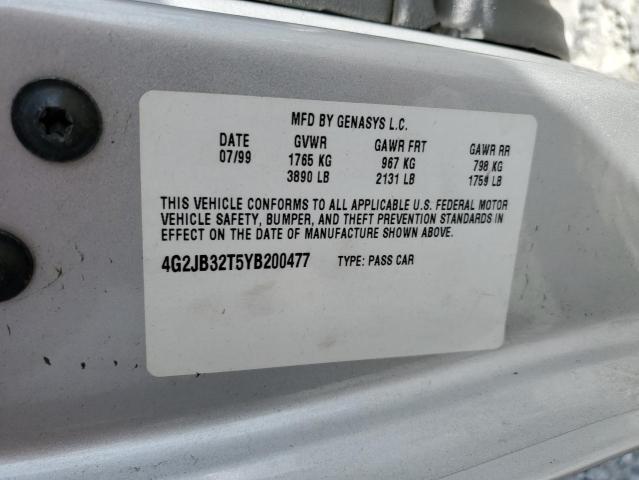 MFD BY GENASYS L.C.
DATE GVWR GAWR FRT GAWR RR
07/99 1765 KG 967 KG 798 KG
3890 LB 2131 LB 1759 LB
THIS VEHICLE CONFORMS TO ALL APPLICABLE U.S. FEDERAL MOTOR
VEHICLE SAFETY, BUMPER, AND THEFT PREVENTION STANDARDS IN
EFFECT ON THE DATE OF MANUFACTURE SHOWN ABOVE.
4G2JB32T5YB200477 TYPE: PASS CAR